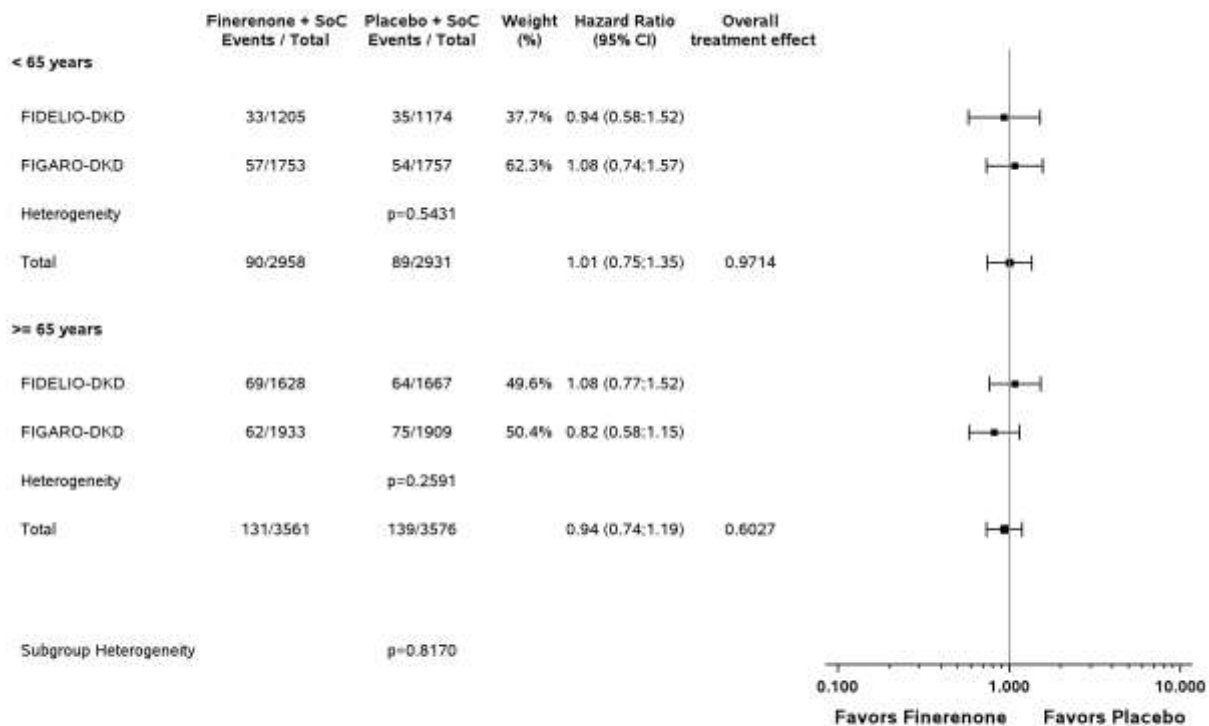 Finerenone + SoC Placebo + SoC Weight Hazard Ratio Overall
Events / Total Events / Total (%) (95% CI) treatment effect
< 65 years
FIDELIO-DKD 33/1205 35/1174 37.7% 0.94 (0.58;1.52)
FIGARO-DKD 57/1753 54/1757 62.3% 1.08 (0.74;1.57)
Heterogeneity p=0.5431
Total 90/2958 89/2931 1.01 (0.75;1.35) 0.9714
>= 65 years
FIDELIO-DKD 69/1628 64/1667 49.6% 1.08 (0.77;1.52)
FIGARO-DKD 62/1933 75/1909 50.4% 0.82 (0.58;1.15)
Heterogeneity p=0.2591
Total 131/3561 139/3576 0.94 (0.74;1.19) 0.6027
Subgroup Heterogeneity p=0.8170
0.100 1.000 10.000
Favors Finerenone Favors Placebo